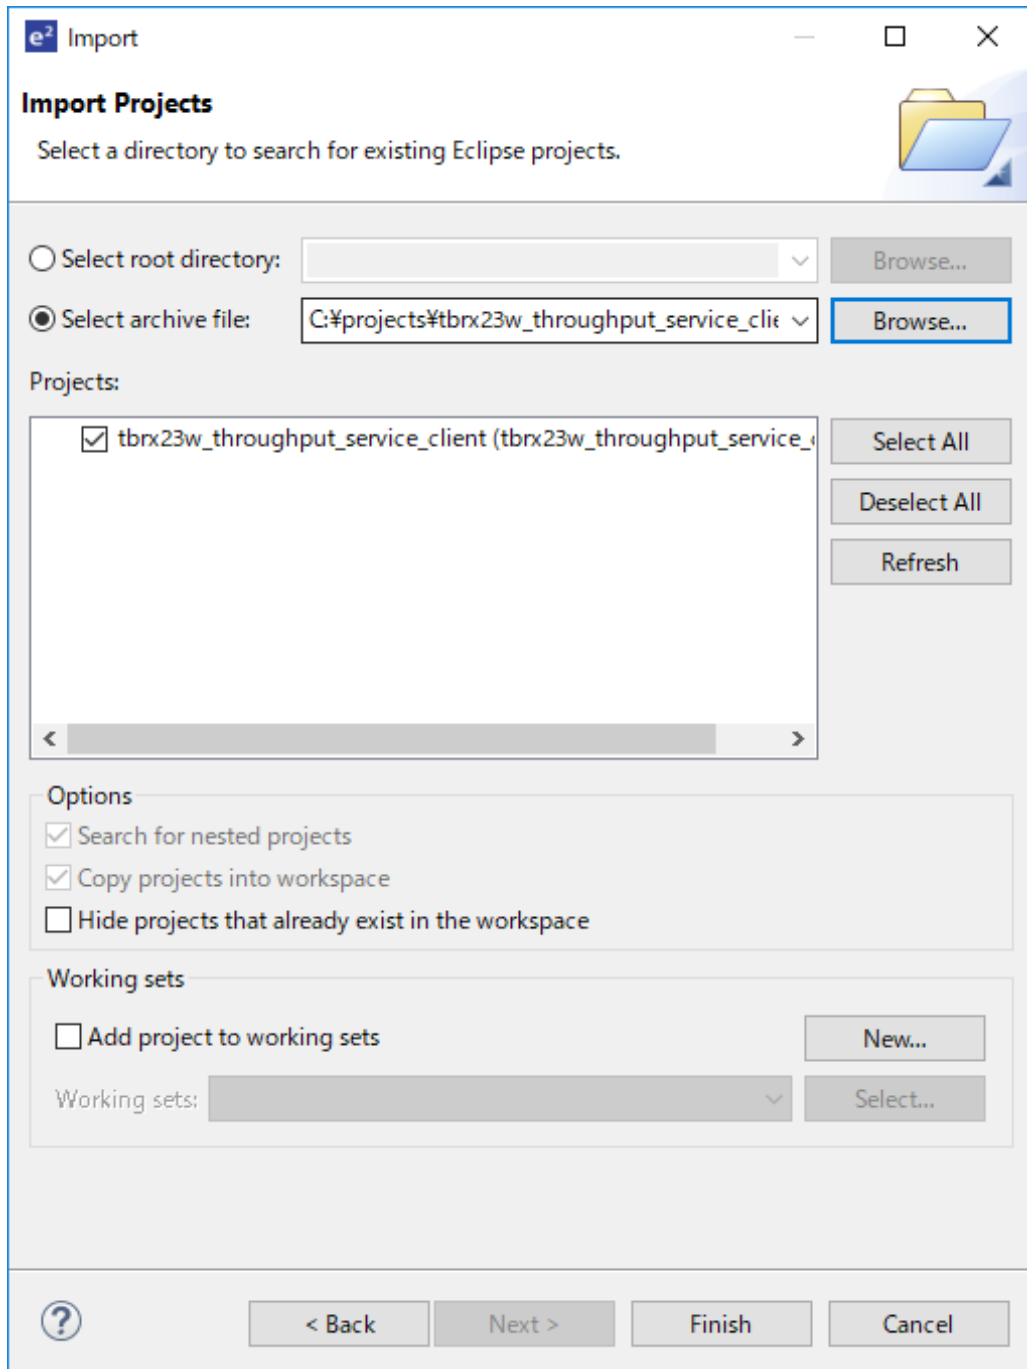 e² Import
Import Projects
Select a directory to search for existing Eclipse projects.
Select root directory:
Browse...
Select archive file:
C:¥projects¥tbrx23w_throughput_service_clie
Browse...
Projects:
tbrx23w_throughput_service_client (tbrx23w_throughput_service_
Select All
Deselect All
Refresh
Options
Search for nested projects
Copy projects into workspace
Hide projects that already exist in the workspace
Working sets
Add project to working sets
New...
Working sets:
Select...
?
< Back
Next >
Finish
Cancel